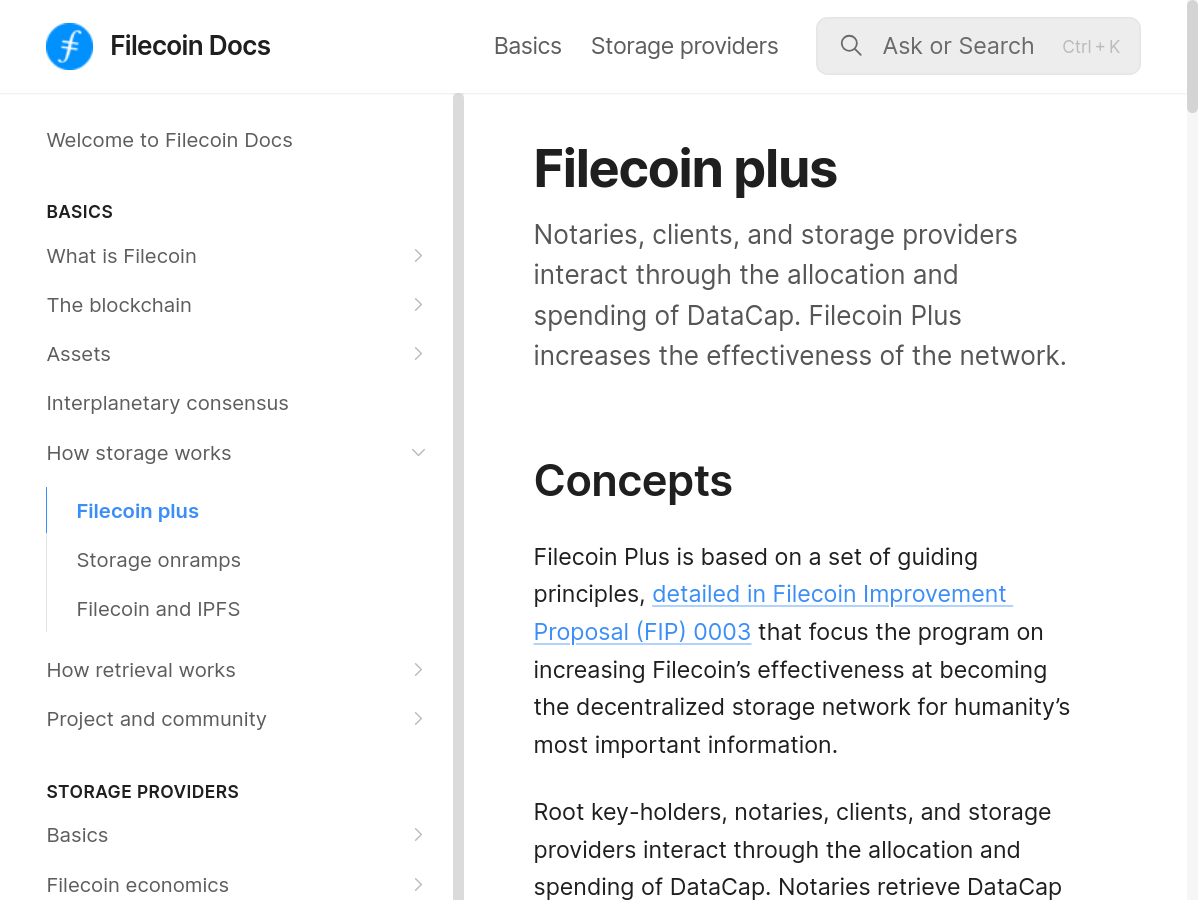 Filecoin Docs
Basics
Storage providers
Ask or Search
Ctrl + K
Welcome to Filecoin Docs
BASICS
What is Filecoin
The blockchain
Assets
Interplanetary consensus
How storage works
Filecoin plus
Storage onramps
Filecoin and IPFS
How retrieval works
Project and community
STORAGE PROVIDERS
Basics
Filecoin economics
Filecoin plus
Notaries, clients, and storage providers
interact through the allocation and
spending of DataCap. Filecoin Plus
increases the effectiveness of the network.
Concepts
Filecoin Plus is based on a set of guiding
principles, detailed in Filecoin Improvement
Proposal (FIP) 0003 that focus the program on
increasing Filecoin’s effectiveness at becoming
the decentralized storage network for humanity’s
most important information.
Root key-holders, notaries, clients, and storage
providers interact through the allocation and
spending of DataCap. Notaries retrieve DataCap